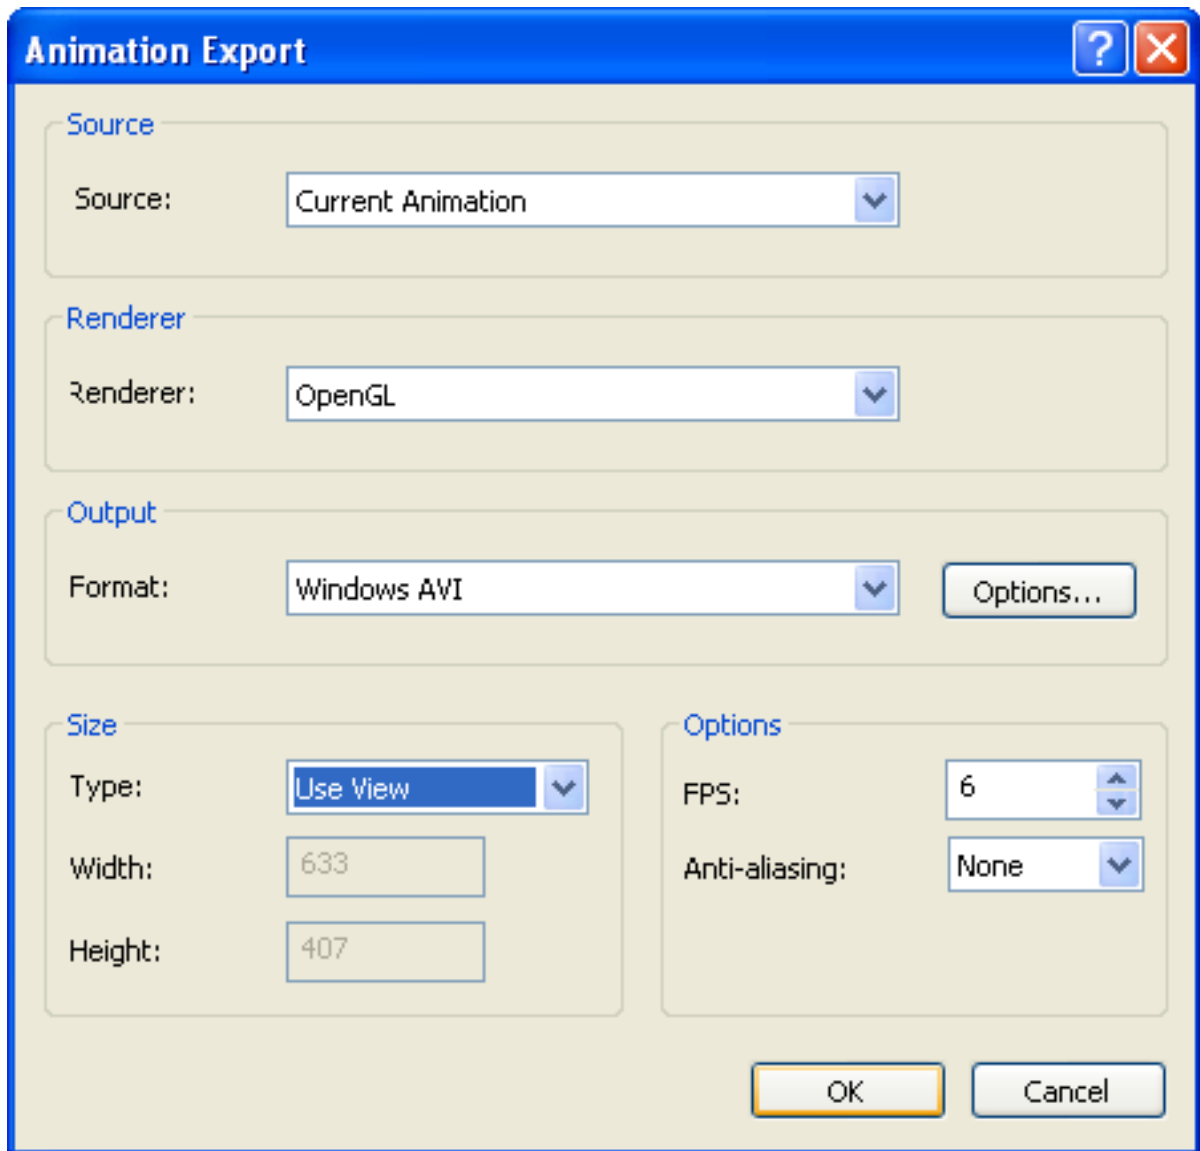 Animation Export ?
Source
Source: Current Animation
Renderer
Renderer: OpenGL
Output
Format: Windows AVI Options...
Size
Type: Use View
Width: 633
Height: 407
Options
FPS: 6
Anti-aliasing: None
OK Cancel